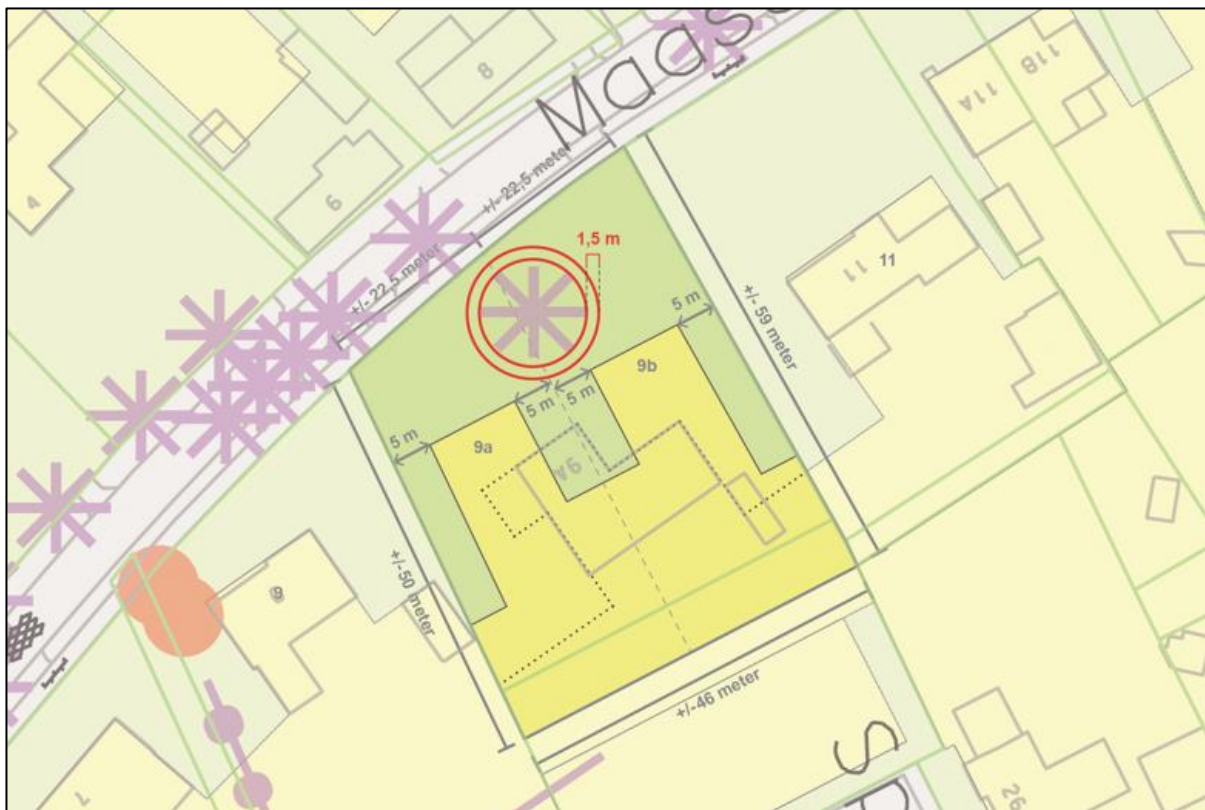 Maas
8
11B
11A
4
6
+/- 22,5 meter
1,5 m
+/- 22,5 meter
11
11
5 m
+/- 59 meter
9b
5 m
5 m
9a
5 m
9A
+/-50 meter
9
+/-46 meter
S
7
26